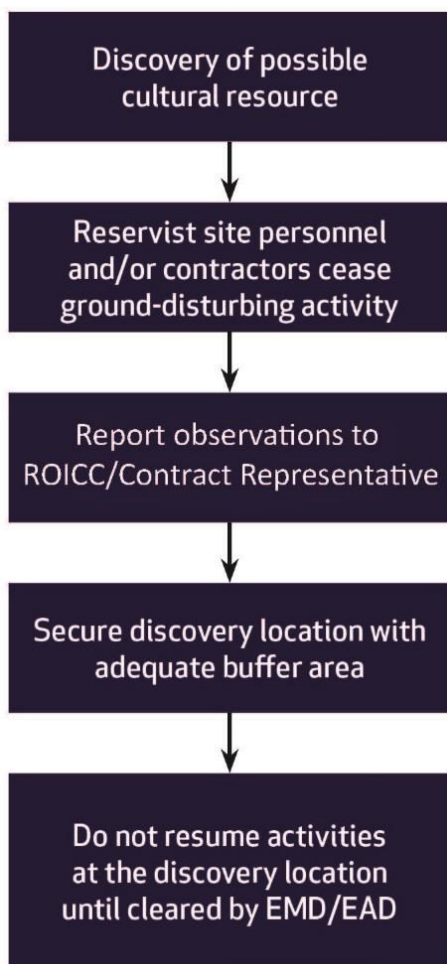 Discovery of possible
cultural resource
Reservist site personnel
and/or contractors cease
ground-disturbing activity
Report observations to
ROICC/Contract Representative
Secure discovery location with
adequate buffer area
Do not resume activities
at the discovery location
until cleared by EMD/EAD